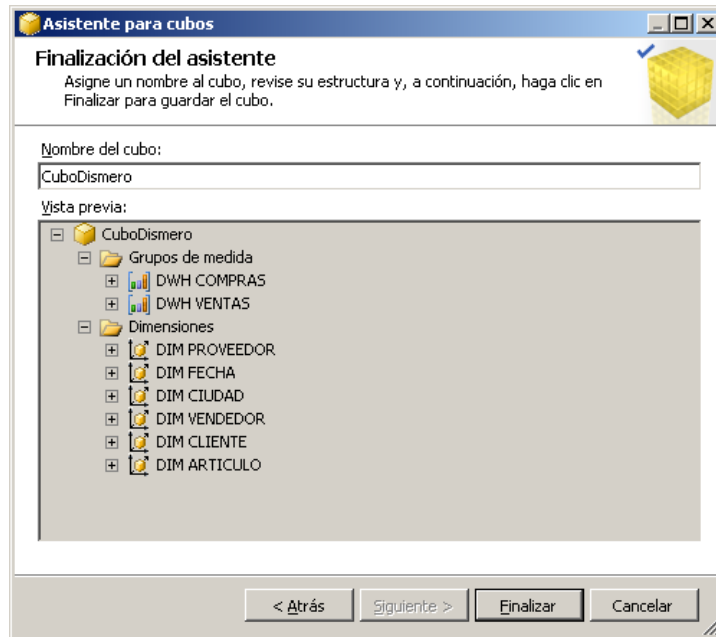 Asistente para cubos
Finalización del asistente
Asigne un nombre al cubo, revise su estructura y, a continuación, haga clic en
Finalizar para guardar el cubo.
Nombre del cubo:
CuboDismero
Vista previa:
CuboDismero
Grupos de medida
DWH COMPRAS
DWH VENTAS
Dimensiones
DIM PROVEEDOR
DIM FECHA
DIM CIUDAD
DIM VENDEDOR
DIM CLIENTE
DIM ARTICULO
< Atrás
Siguiente >
Finalizar
Cancelar